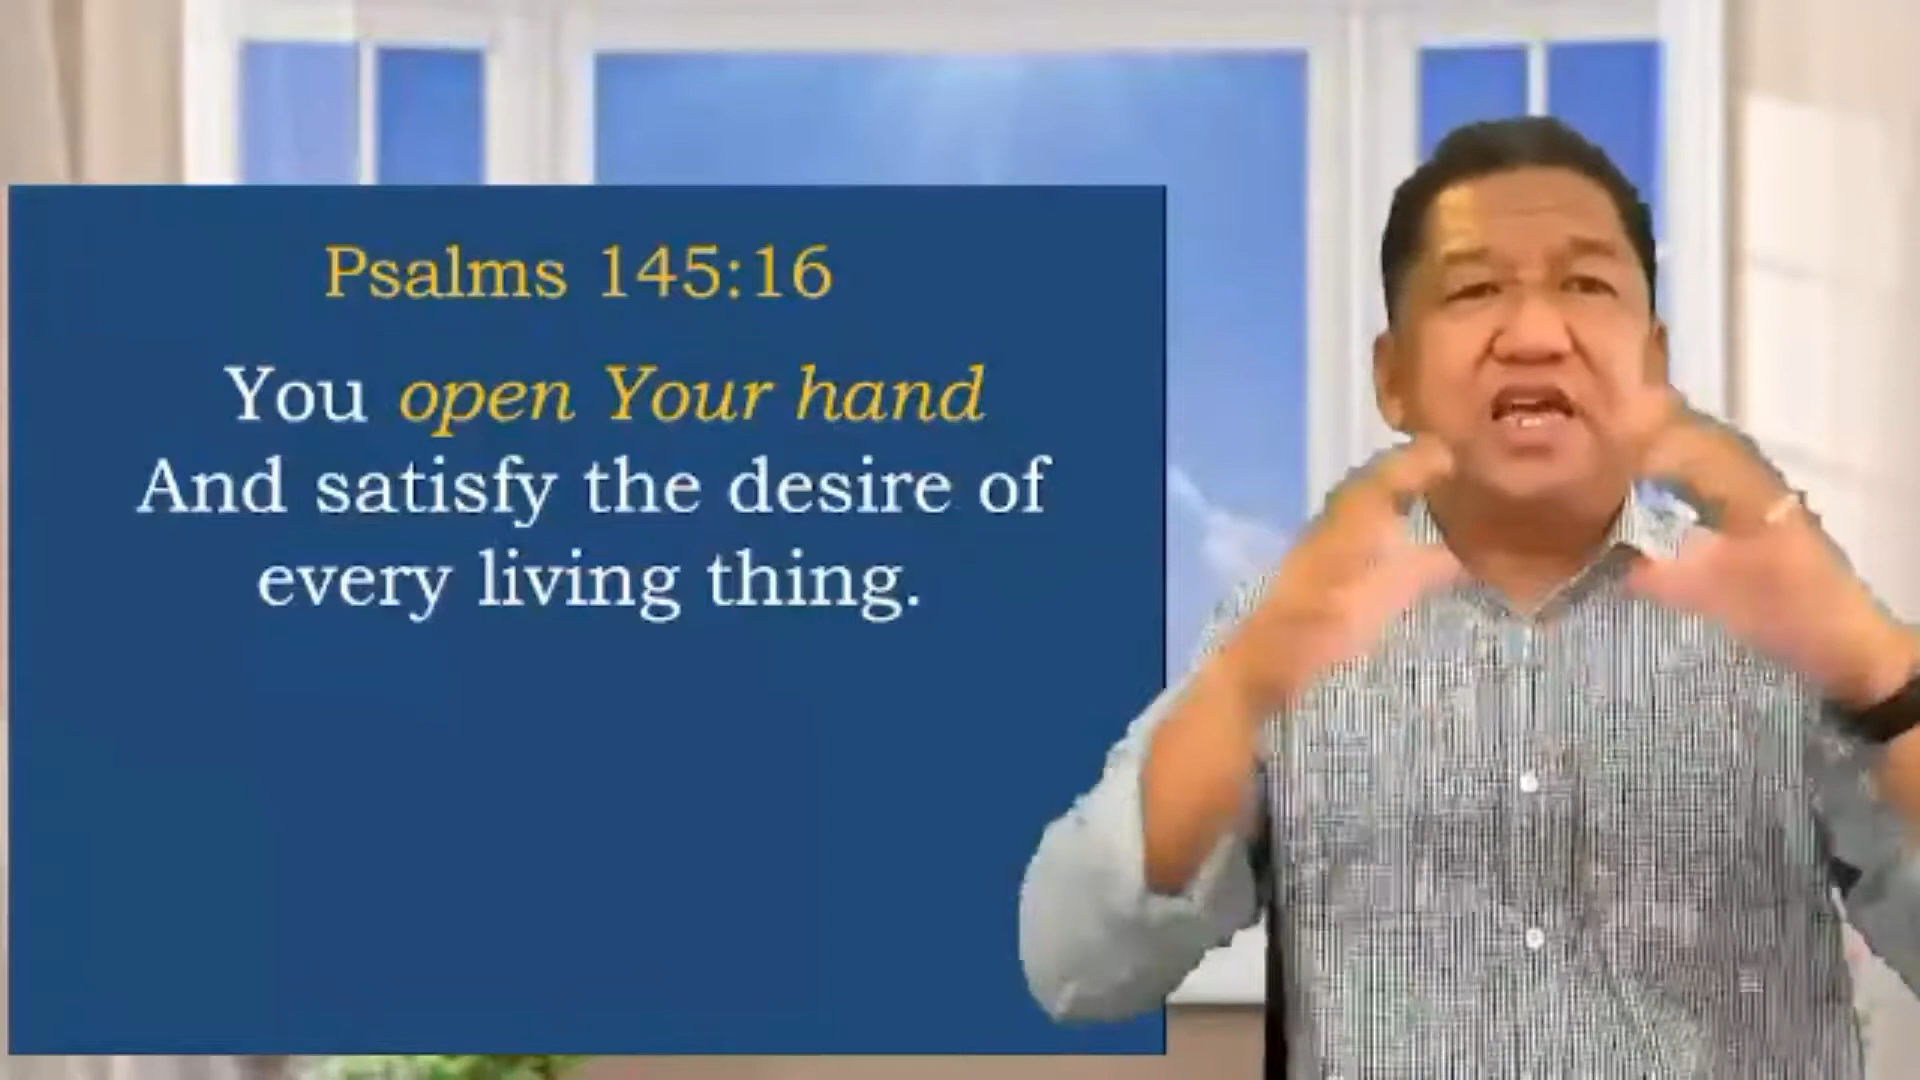 Psalms 145:16
You open Your hand
And satisfy the desire of
every living thing.